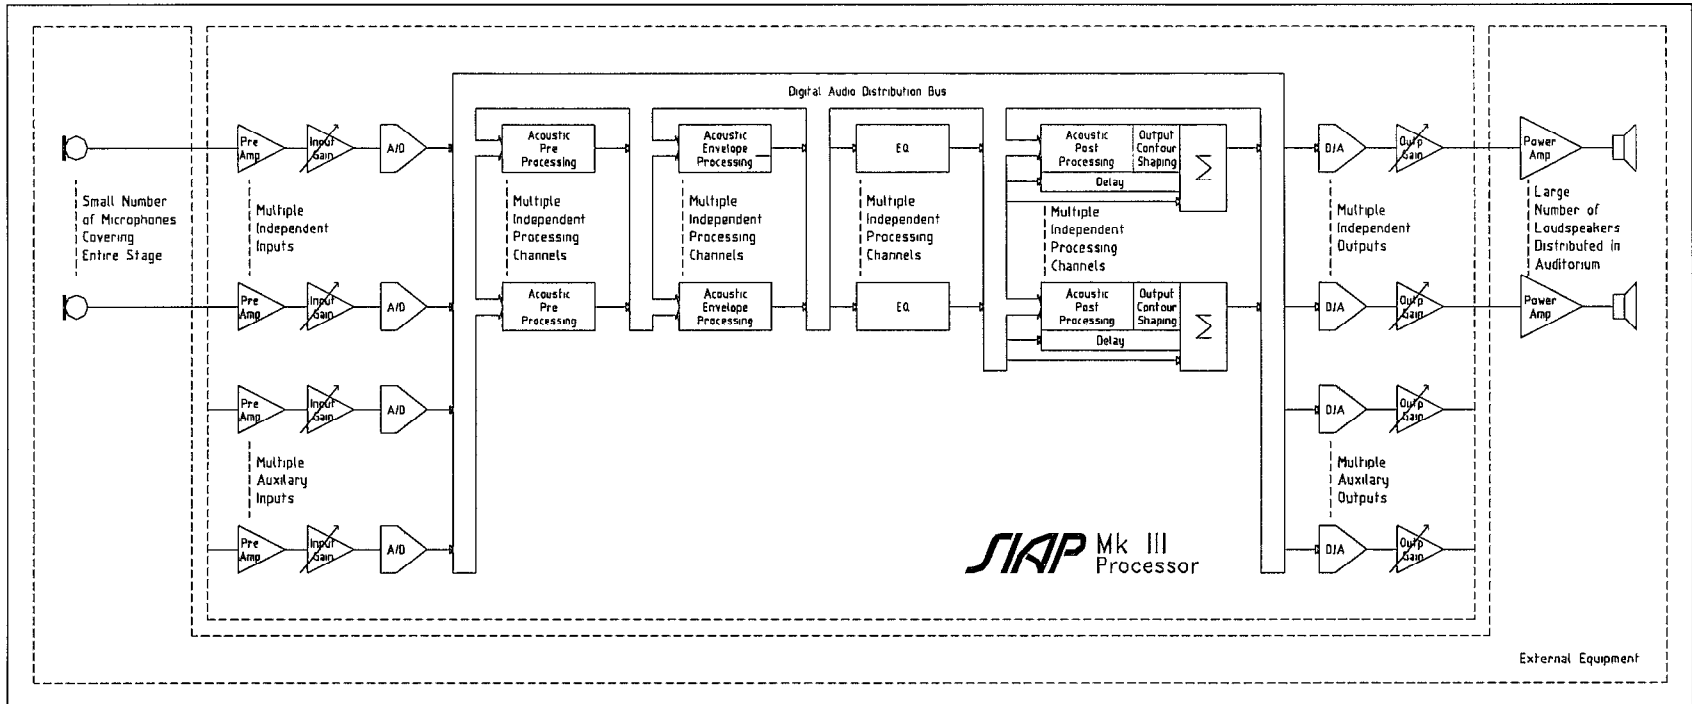 Digital Audio Distribution Bus
Pre
Amp
Input
Gain
A/D
Acoustic
Pre
Processing
Acoustic
Envelope
Processing
EQ
Acoustic
Post
Processing
Output
Contour
Shaping
Σ
Delay
D/A
Outp
Gain
Power
Amp
Small Number
of Microphones
Covering
Entire Stage
Multiple
Independent
Inputs
Multiple
Independent
Processing
Channels
Multiple
Independent
Processing
Channels
Multiple
Independent
Processing
Channels
Multiple
Independent
Processing
Channels
Multiple
Independent
Outputs
Large
Number of
Loudspeakers
Distributed in
Auditorium
Pre
Amp
Input
Gain
A/D
Acoustic
Pre
Processing
Acoustic
Envelope
Processing
EQ
Acoustic
Post
Processing
Output
Contour
Shaping
Σ
Delay
D/A
Outp
Gain
Power
Amp
Pre
Amp
Input
Gain
A/D
D/A
Outp
Gain
Multiple
Auxilary
Inputs
Multiple
Auxilary
Outputs
Pre
Amp
Input
Gain
A/D
SIAP Mk III
Processor
D/A
Outp
Gain
External Equipment